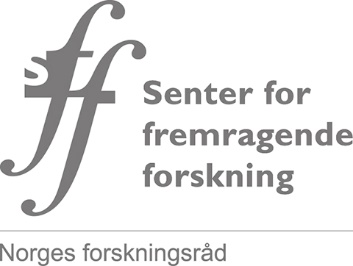 sff
Senter for
fremragende
forskning
Norges forskningsråd